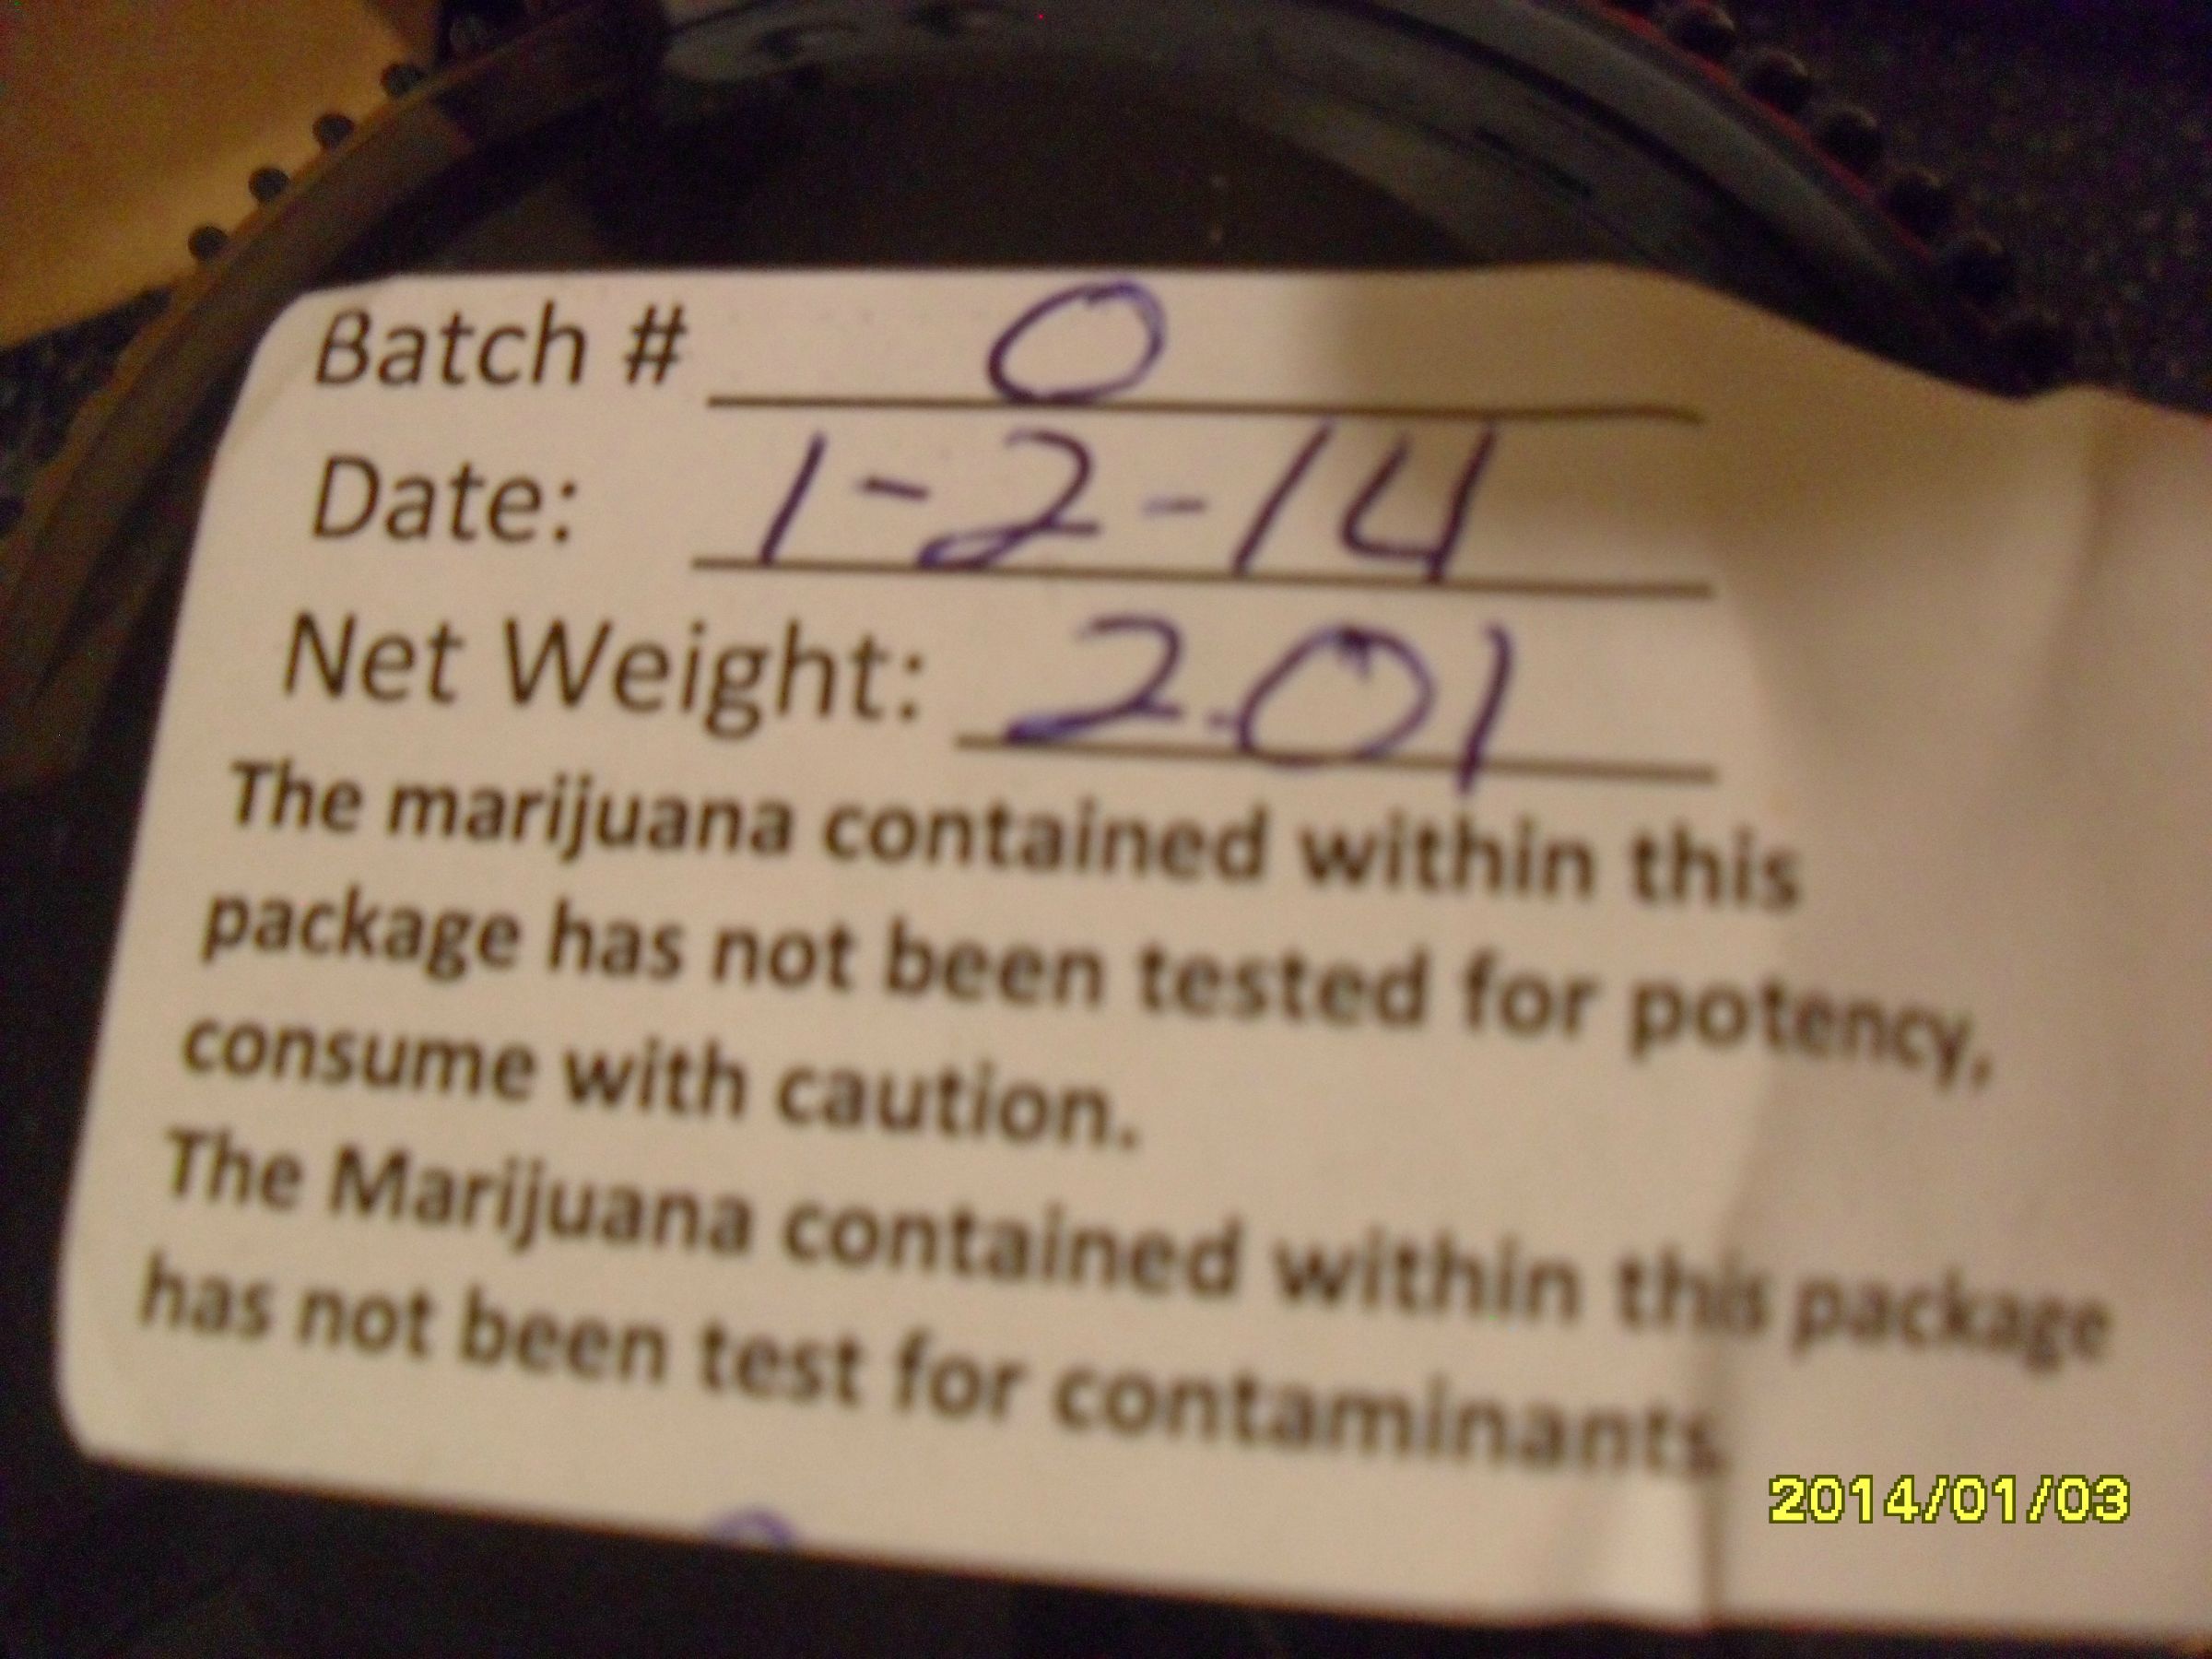 Batch # 0
Date: 1-2-14
Net Weight: 2.01
The marijuana contained within this
package has not been tested for potency,
consume with caution.
The Marijuana contained within this package
has not been test for contaminants.
2014/01/03